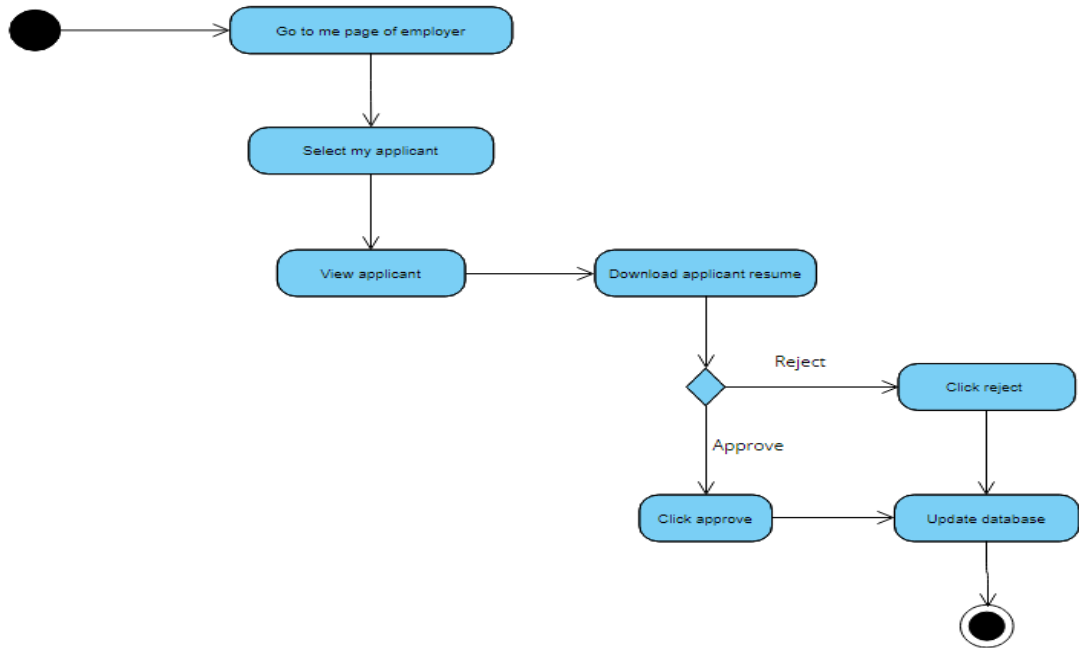 Go to me page of employer
Select my applicant
View applicant
Download applicant resume
Reject
Click reject
Approve
Click approve
Update database